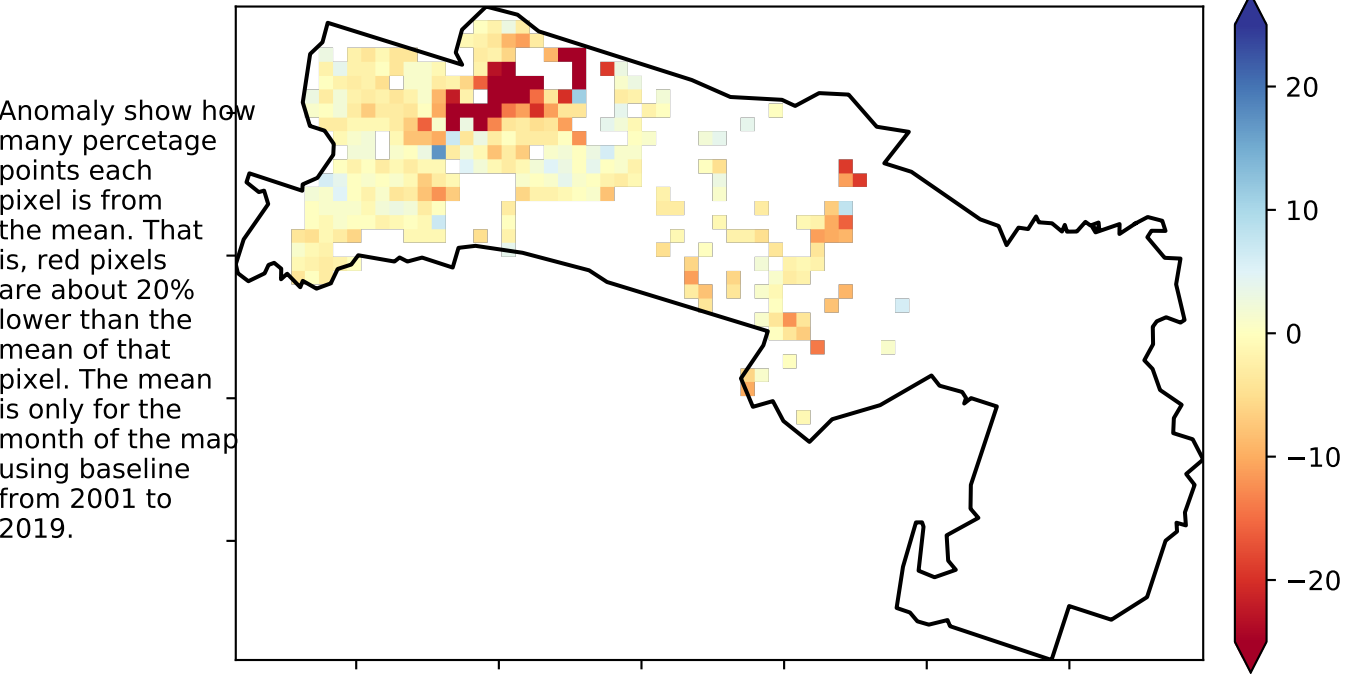 Anomaly show how
many percetage
points each
pixel is from
the mean. That
is, red pixels
are about 20%
lower than the
mean of that
pixel. The mean
is only for the
month of the map
using baseline
from 2001 to
2019.
20
10
0
−10
−20